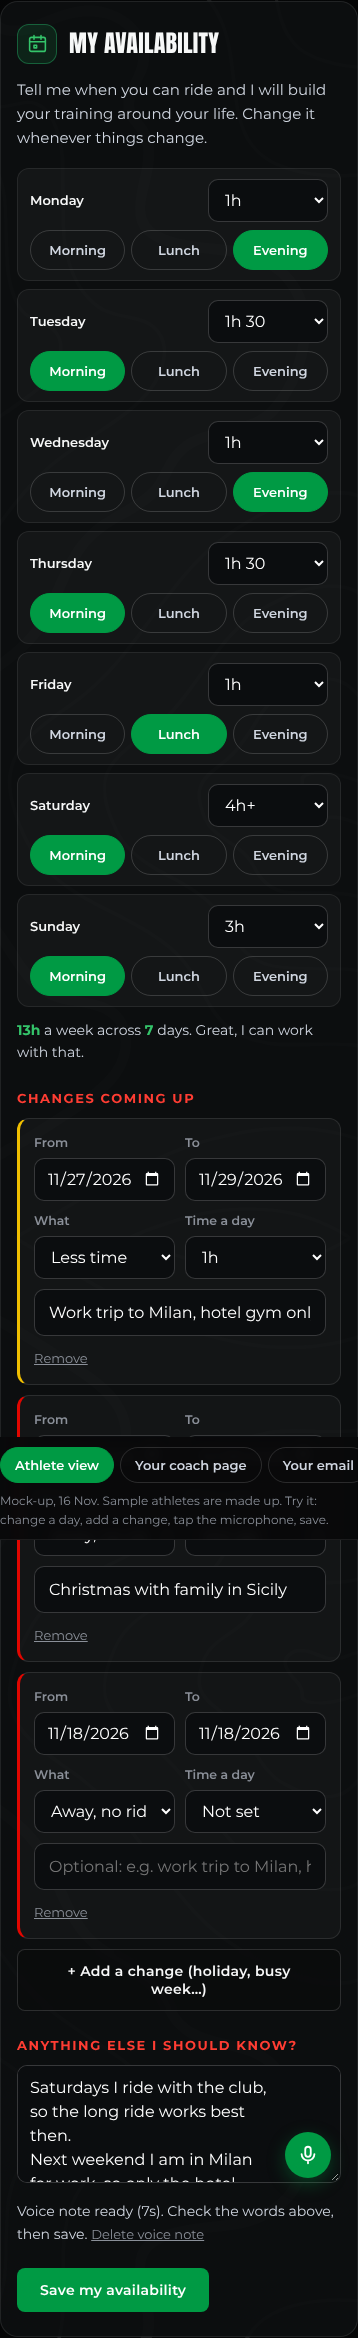 MY AVAILABILITY
Tell me when you can ride and I will build
your training around your life. Change it
whenever things change.
Monday
1h
Morning
Lunch
Evening
Tuesday
1h 30
Morning
Lunch
Evening
Wednesday
1h
Morning
Lunch
Evening
Thursday
1h 30
Morning
Lunch
Evening
Friday
1h
Morning
Lunch
Evening
Saturday
4h+
Morning
Lunch
Evening
Sunday
3h
Morning
Lunch
Evening
13h a week across 7 days. Great, I can work
with that.
CHANGES COMING UP
From
To
11/27/2026
11/29/2026
What
Time a day
Less time
1h
Work trip to Milan, hotel gym onl
Remove
From
To
Athlete view
Your coach page
Your email
Mock-up, 16 Nov. Sample athletes are made up. Try it:
change a day, add a change, tap the microphone, save.
Christmas with family in Sicily
Remove
From
To
11/18/2026
11/18/2026
What
Time a day
Away, no rid
Not set
Optional: e.g. work trip to Milan, h
Remove
+ Add a change (holiday, busy
week...)
ANYTHING ELSE I SHOULD KNOW?
Saturdays I ride with the club,
so the long ride works best
then.
Next weekend I am in Milan
for work, so only the hotel
Voice note ready (7s). Check the words above,
then save. Delete voice note
Save my availability